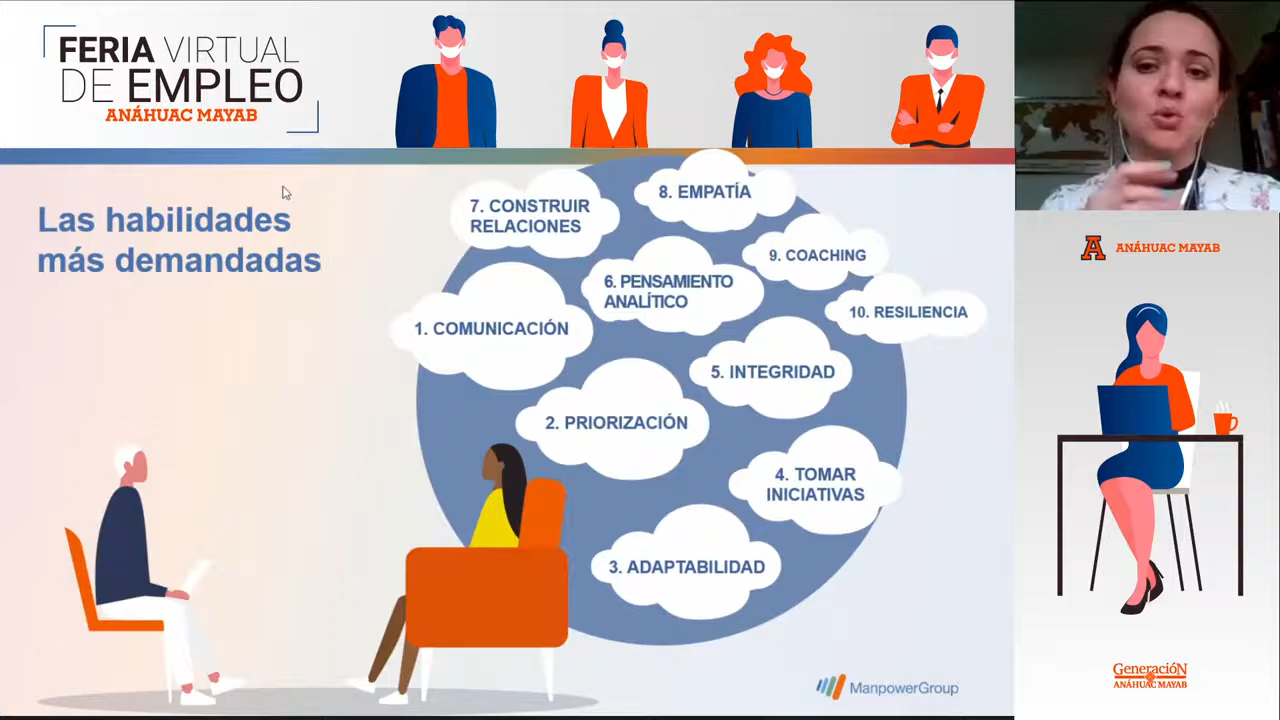 FERIA VIRTUAL
DE EMPLEO
ANÁHUAC MAYAB
Las habilidades
más demandadas
7. CONSTRUIR
RELACIONES
8. EMPATÍA
9. COACHING
6. PENSAMIENTO
ANALÍTICO
10. RESILIENCIA
1. COMUNICACIÓN
5. INTEGRIDAD
2. PRIORIZACIÓN
4. TOMAR
INICIATIVAS
3. ADAPTABILIDAD
ManpowerGroup
A ANÁHUAC MAYAB
GeneracióN
ANÁHUAC MAYAB